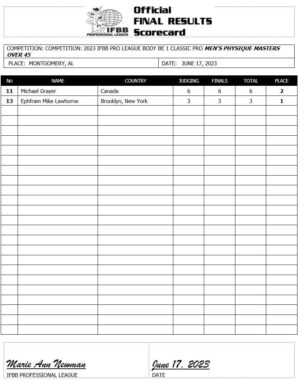 IFBB
PROFESSIONAL LEAGUE
Official
FINAL RESULTS
Scorecard
COMPETITION: COMPETITION: 2023 IFBB PRO LEAGUE BODY BE 1 CLASSIC PRO MEN'S PHYSIQUE MASTERS
OVER 45
PLACE: MONTGOMERY, AL DATE: JUNE 17, 2023
No NAME COUNTRY JUDGING FINALS TOTAL PLACE
11 Michael Grayer Canada 6 6 6 2
13 Ephfram Mike Lawhorne Brooklyn, New York 3 3 3 1
Marie Ann Newman June 17, 2023
IFBB PROFESSIONAL LEAGUE DATE